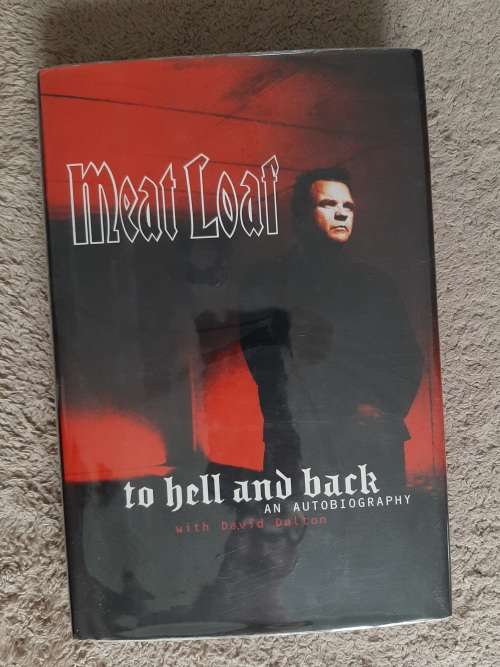 Meat Loaf
to hell and back
AN AUTOBIOGRAPHY
with David Dalton